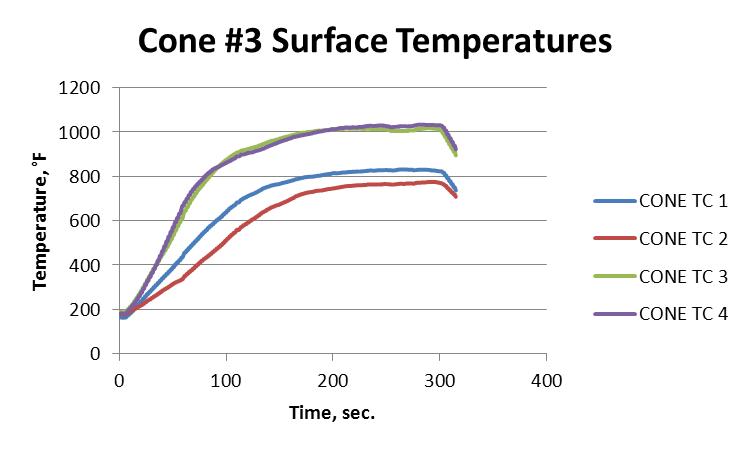 Cone #3 Surface Temperatures
Temperature, °F
1200
1000
800
600
400
200
0
0 100 200 300 400
Time, sec.
CONE TC 1
CONE TC 2
CONE TC 3
CONE TC 4